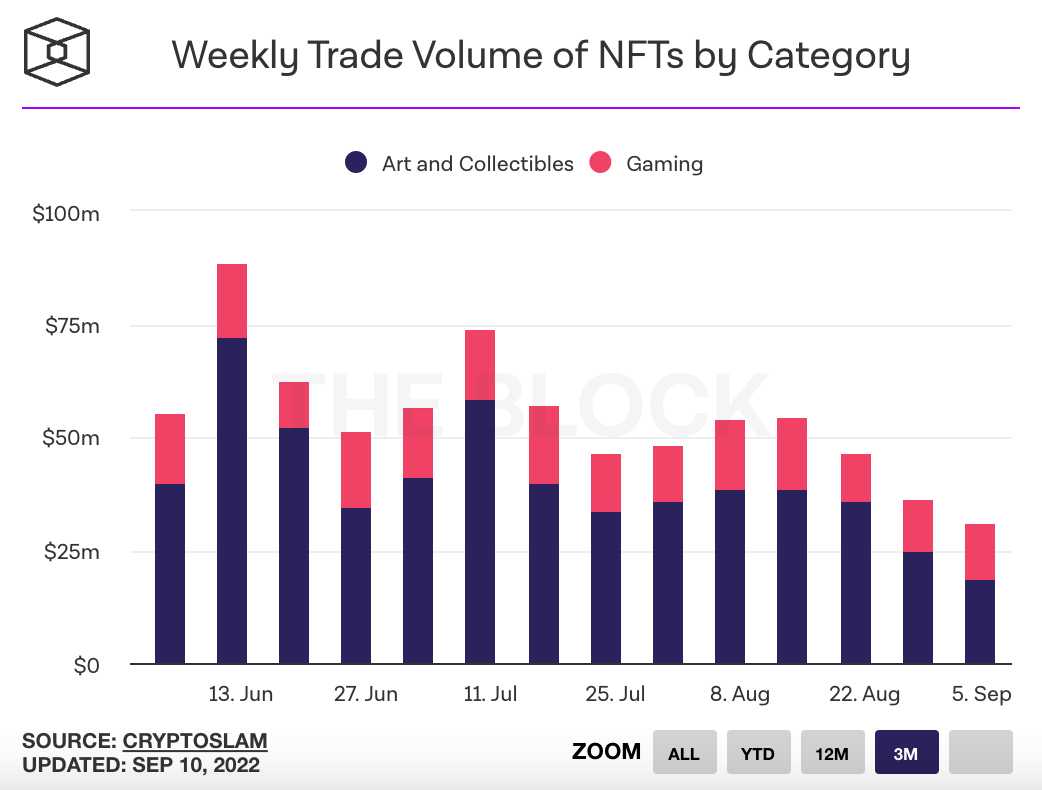 Weekly Trade Volume of NFTs by Category
Art and Collectibles Gaming
$100m
$75m
$50m
$25m
$0
THE BLOCK
13. Jun 27. Jun 11. Jul 25. Jul 8. Aug 22. Aug 5. Sep
SOURCE: CRYPTOSLAM
UPDATED: SEP 10, 2022
ZOOM ALL YTD 12M 3M